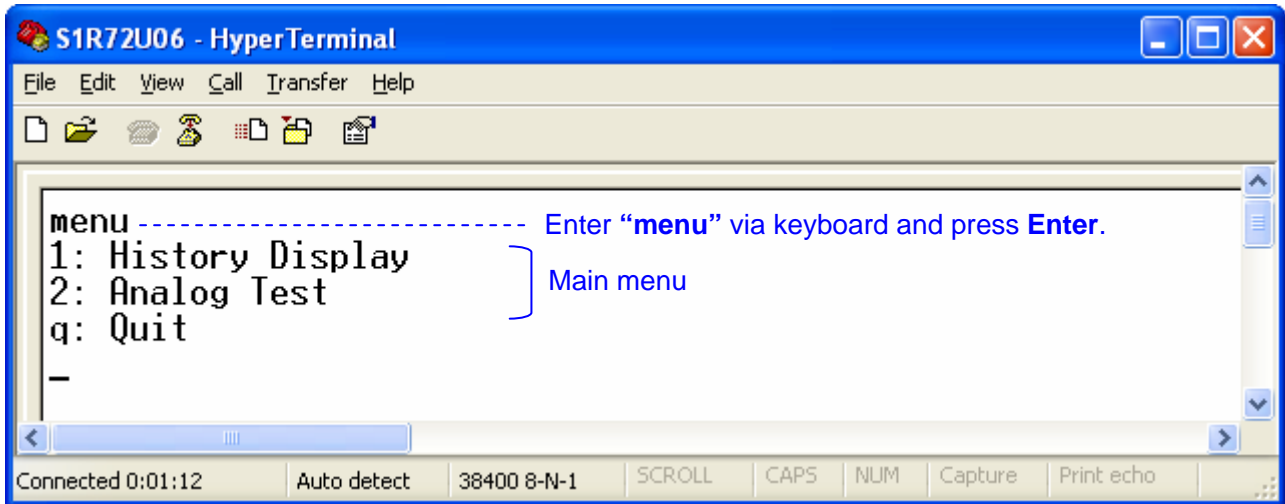 S1R72U06 - HyperTerminal
File Edit View Call Transfer Help
menu Enter “menu” via keyboard and press Enter.
1: History Display
2: Analog Test
q: Quit
Main menu
Connected 0:01:12 Auto detect 38400 8-N-1 SCROLL CAPS NUM Capture Print echo